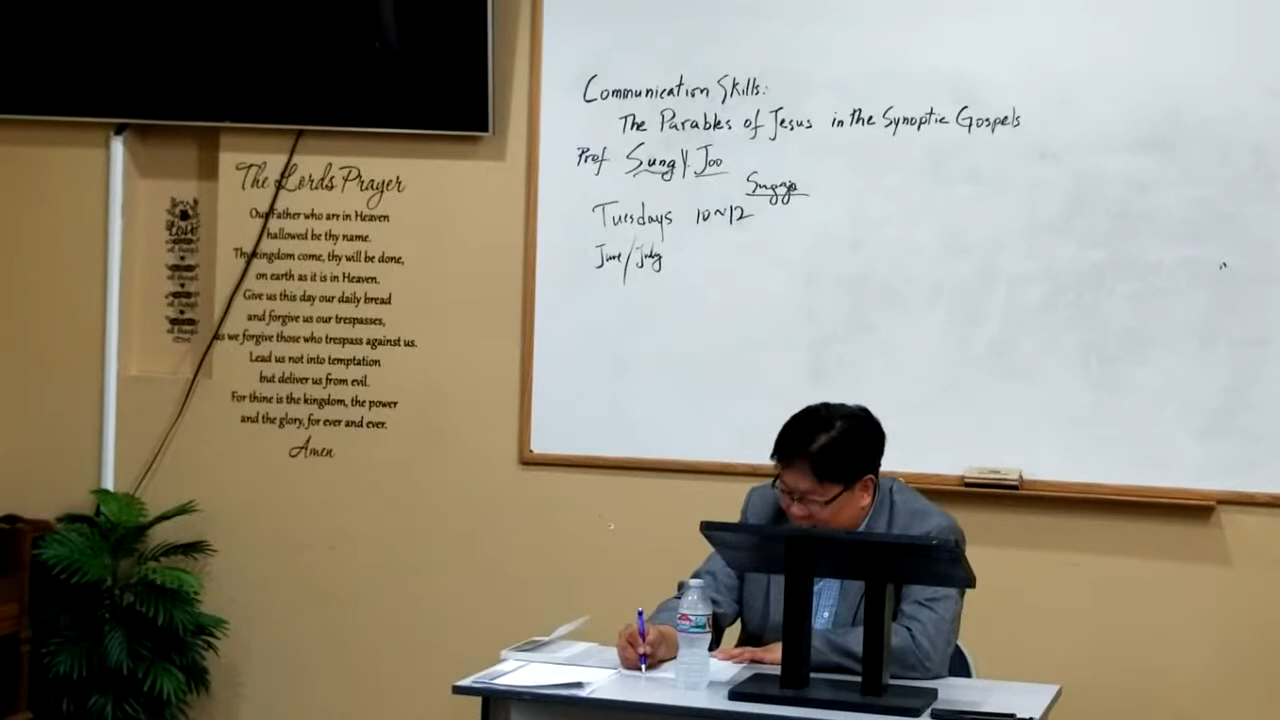 Communication Skills:
The Parables of Jesus in the Synoptic Gospels
Prof Sung Y. Joo
Tuesdays 10~12
June/July
The Lords Prayer
Our Father who are in Heaven
hallowed be thy name.
Thy kingdom come, thy will be done,
on earth as it is in Heaven.
Give us this day our daily bread
and forgive us our trespasses,
as we forgive those who trespass against us.
Lead us not into temptation
but deliver us from evil.
For thine is the kingdom, the power
and the glory, for ever and ever.
Amen
LOVE